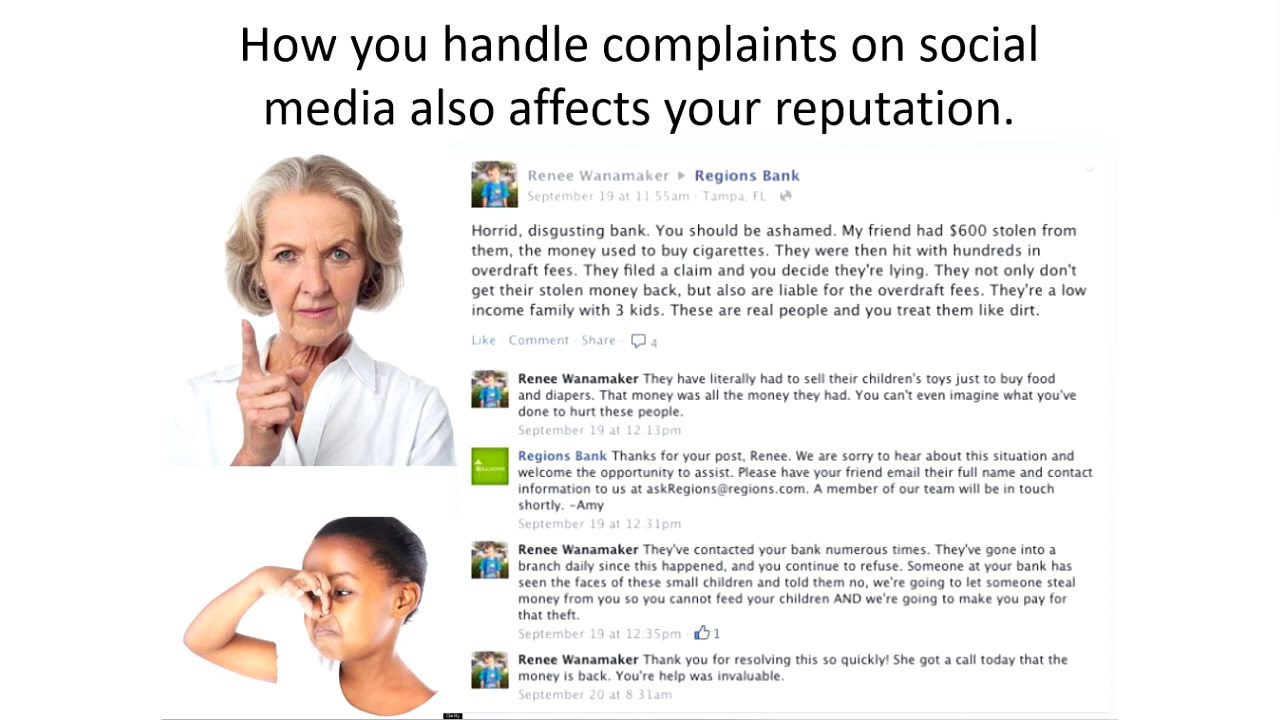 How you handle complaints on social
media also affects your reputation.
Renee Wanamaker ▸ Regions Bank
September 19 at 11 55am · Tampa, FL ·
Horrid, disgusting bank. You should be ashamed. My friend had $600 stolen from
them, the money used to buy cigarettes. They were then hit with hundreds in
overdraft fees. They filed a claim and you decide they're lying. They not only don't
get their stolen money back, but also are liable for the overdraft fees. They're a low
income family with 3 kids. These are real people and you treat them like dirt.
Like · Comment · Share · 4
Renee Wanamaker They have literally had to sell their children's toys just to buy food
and diapers. That money was all the money they had. You can't even imagine what you've
done to hurt these people.
September 19 at 12 13pm
Regions Bank Thanks for your post, Renee. We are sorry to hear about this situation and
welcome the opportunity to assist. Please have your friend email their full name and contact
information to us at askRegions@regions.com. A member of our team will be in touch
shortly. –Amy
September 19 at 12.31pm
Renee Wanamaker They've contacted your bank numerous times. They've gone into a
branch daily since this happened, and you continue to refuse. Someone at your bank has
seen the faces of these small children and told them no, we're going to let someone steal
money from you so you cannot feed your children AND we're going to make you pay for
that theft.
September 19 at 12:35pm · 1
Renee Wanamaker Thank you for resolving this so quickly! She got a call today that the
money is back. You're help was invaluable.
September 20 at 8 31am